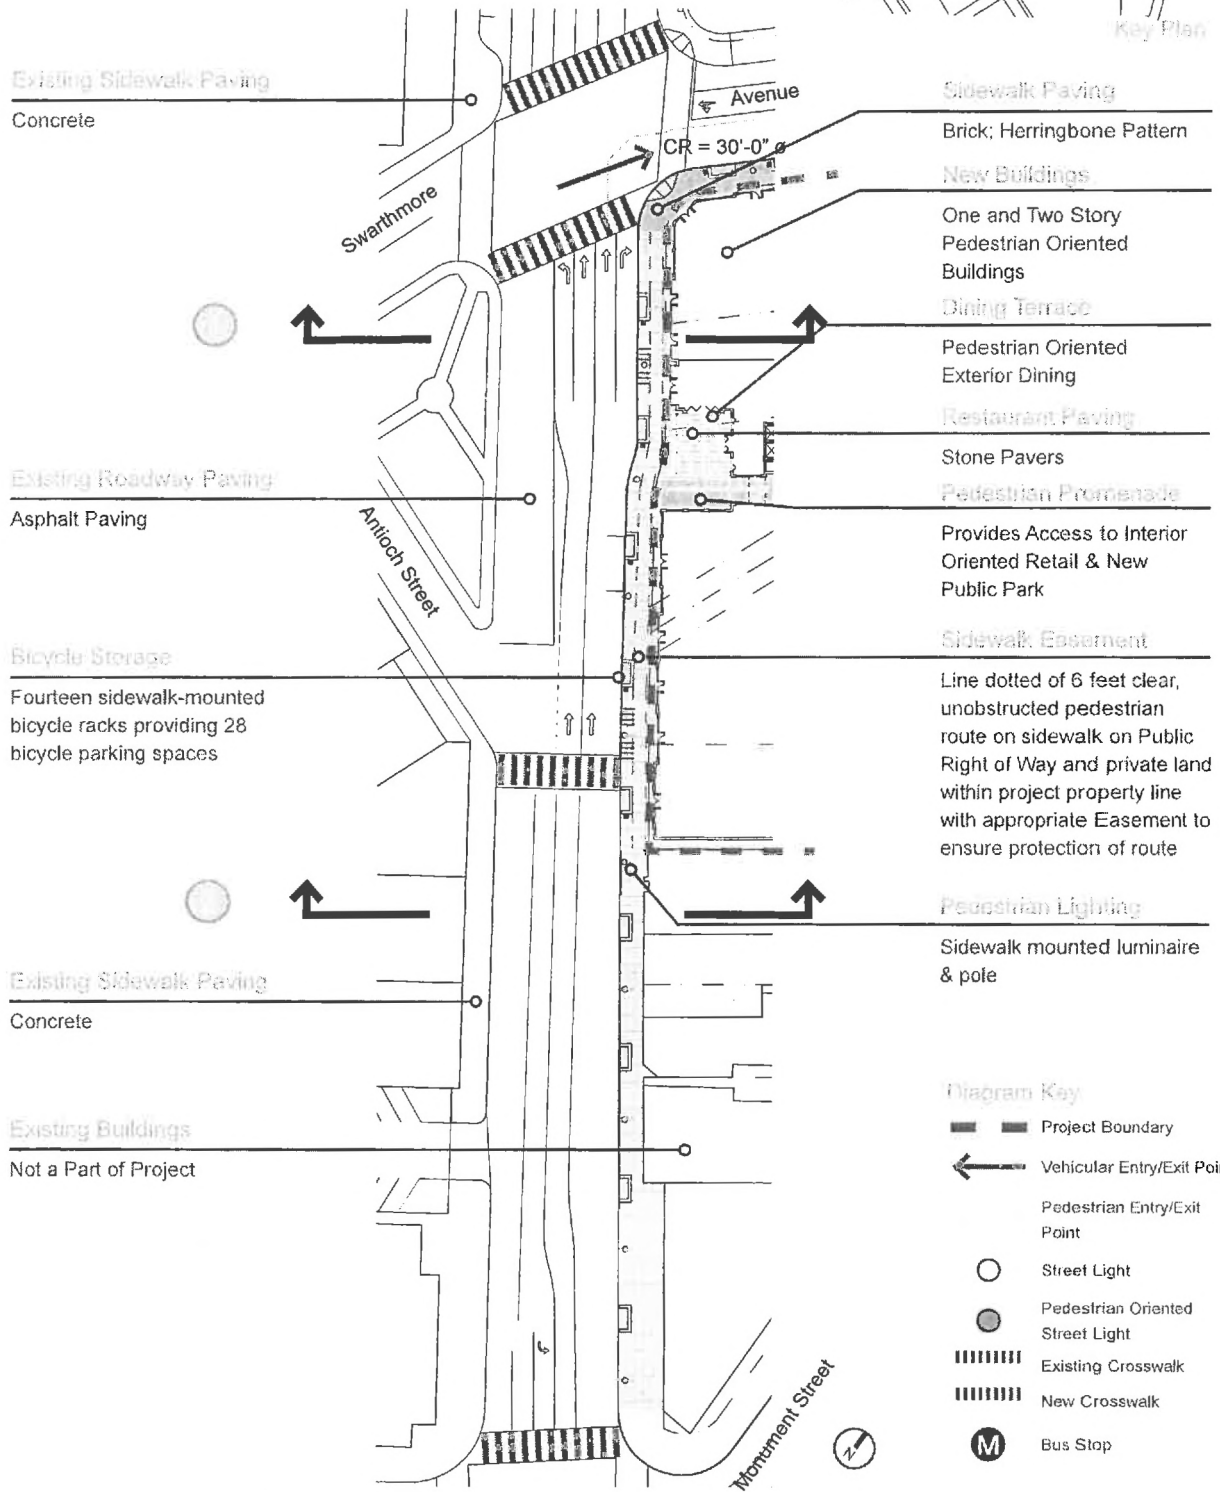 Key Plan
Existing Sidewalk Paving
Concrete
Swarthmore
Avenue
CR = 30'-0" ø
Sidewalk Paving
Brick; Herringbone Pattern
New Buildings
One and Two Story
Pedestrian Oriented
Buildings
Dining Terrace
Pedestrian Oriented
Exterior Dining
Restaurant Paving
Stone Pavers
Pedestrian Promenade
Provides Access to Interior
Oriented Retail & New
Public Park
Existing Roadway Paving
Asphalt Paving
Antioch Street
Bicycle Storage
Fourteen sidewalk-mounted
bicycle racks providing 28
bicycle parking spaces
Sidewalk Easement
Line dotted of 6 feet clear,
unobstructed pedestrian
route on sidewalk on Public
Right of Way and private land
within project property line
with appropriate Easement to
ensure protection of route
Pedestrian Lighting
Sidewalk mounted luminaire
& pole
Existing Sidewalk Paving
Concrete
Existing Buildings
Not a Part of Project
Monument Street
N
Diagram Key
Project Boundary
Vehicular Entry/Exit Poi
Pedestrian Entry/Exit
Point
Street Light
Pedestrian Oriented
Street Light
Existing Crosswalk
New Crosswalk
M
Bus Stop